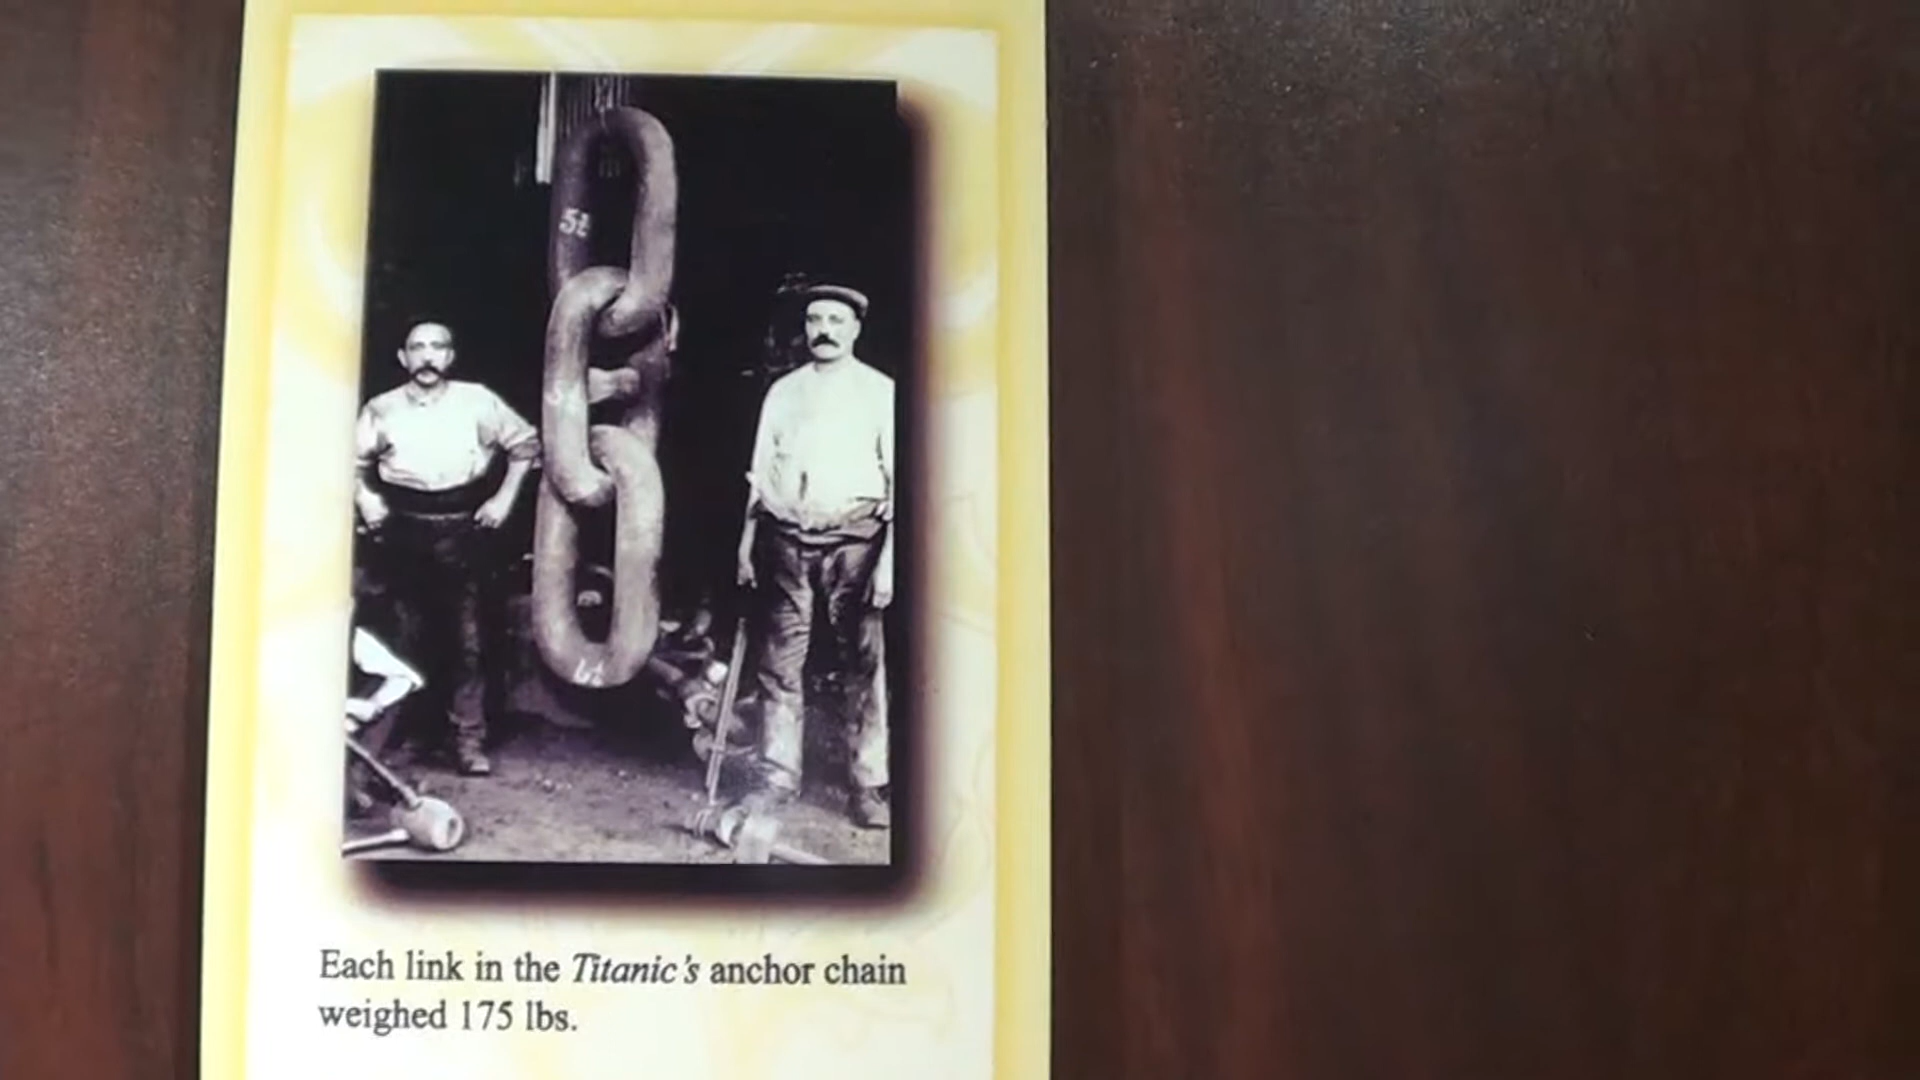 Each link in the Titanic's anchor chain
weighed 175 lbs.